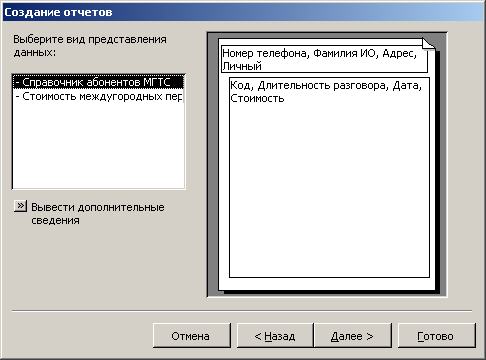 Создание отчетов
Выберите вид представления
данных:
- Справочник абонентов МГТС
- Стоимость междугородных пер
» Вывести дополнительные
сведения
Номер телефона, Фамилия ИО, Адрес,
Личный
Код, Длительность разговора, Дата,
Стоимость
Отмена
< Назад
Далее >
Готово